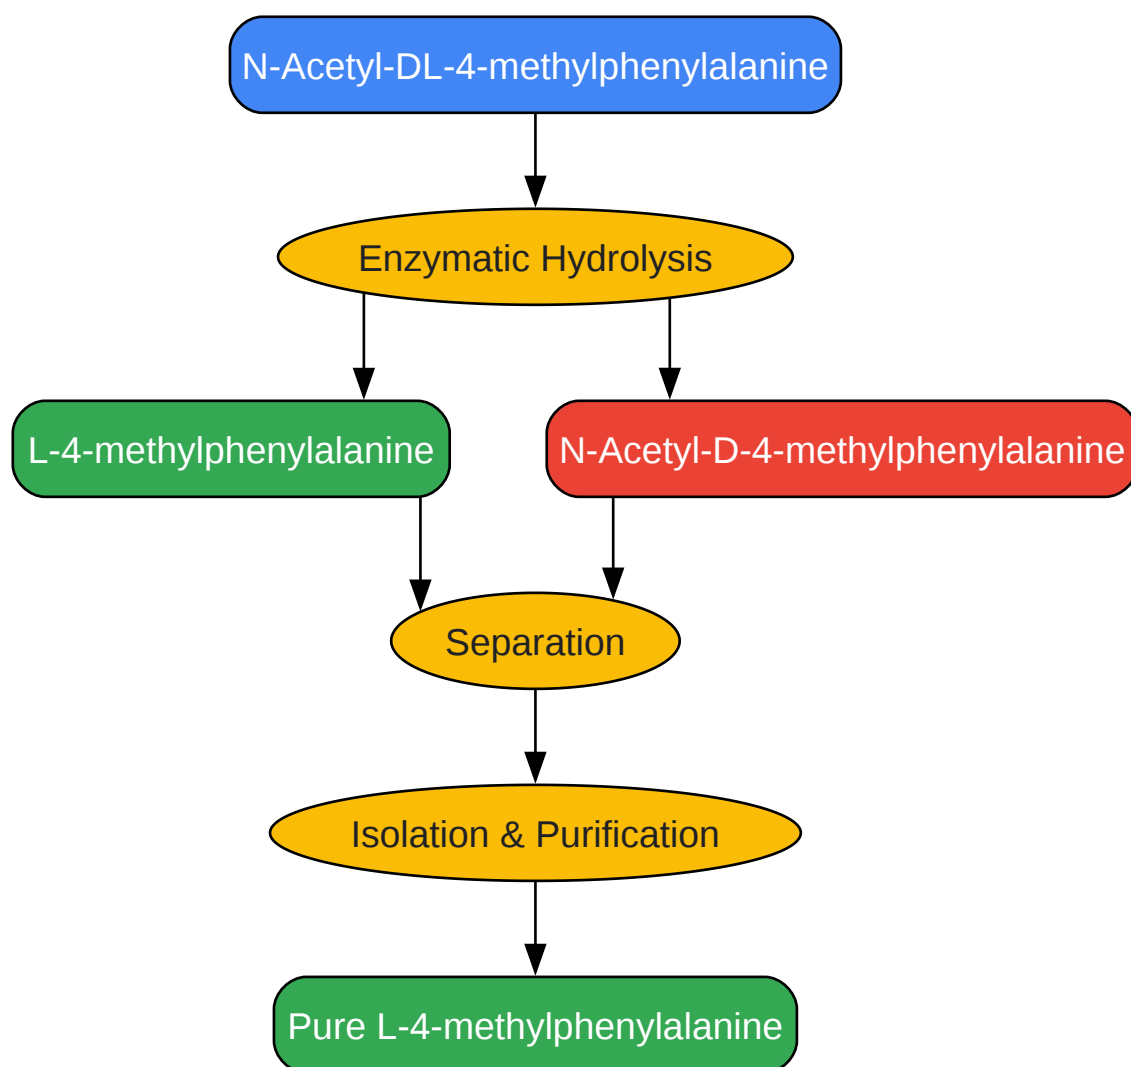 N-Acetyl-DL-4-methylphenylalanine
Enzymatic Hydrolysis
L-4-methylphenylalanine
N-Acetyl-D-4-methylphenylalanine
Separation
Isolation & Purification
Pure L-4-methylphenylalanine